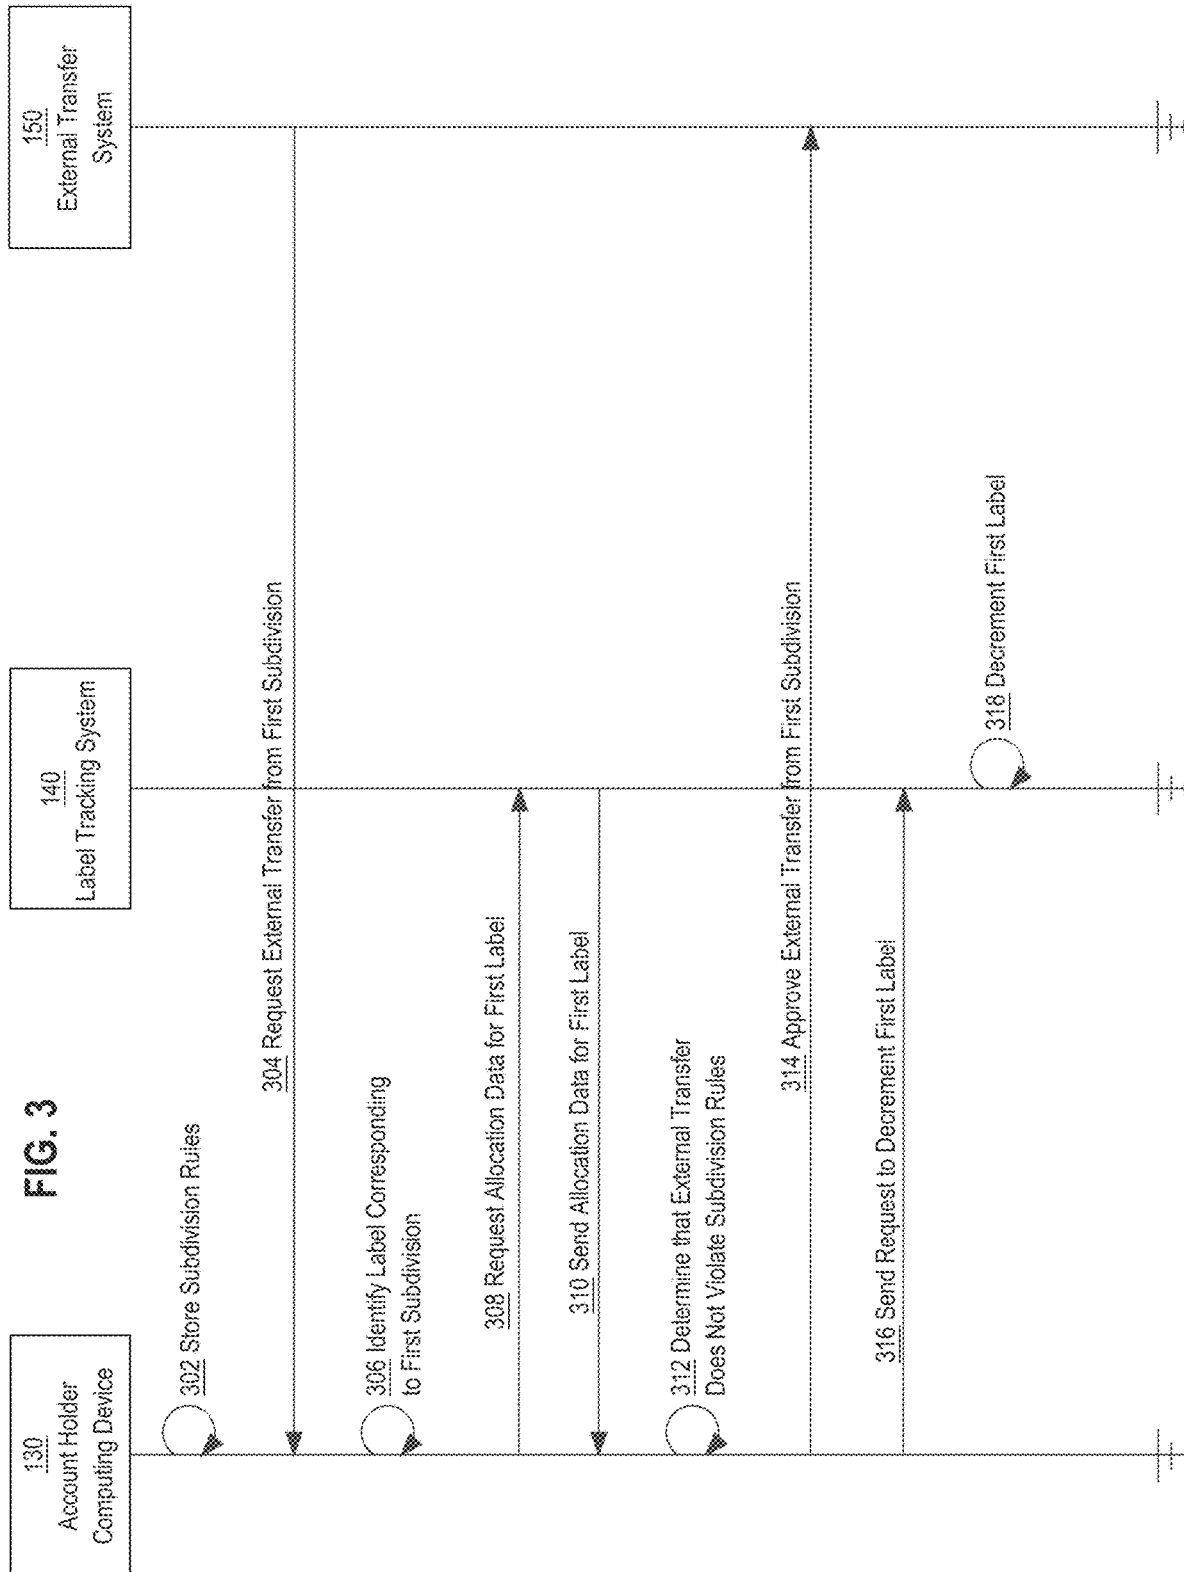 FIG. 3
130
Account Holder
Computing Device
140
Label Tracking System
150
External Transfer
System
302 Store Subdivision Rules
304 Request External Transfer from First Subdivision
306 Identify Label Corresponding
to First Subdivision
308 Request Allocation Data for First Label
310 Send Allocation Data for First Label
312 Determine that External Transfer
Does Not Violate Subdivision Rules
314 Approve External Transfer from First Subdivision
316 Send Request to Decrement First Label
318 Decrement First Label